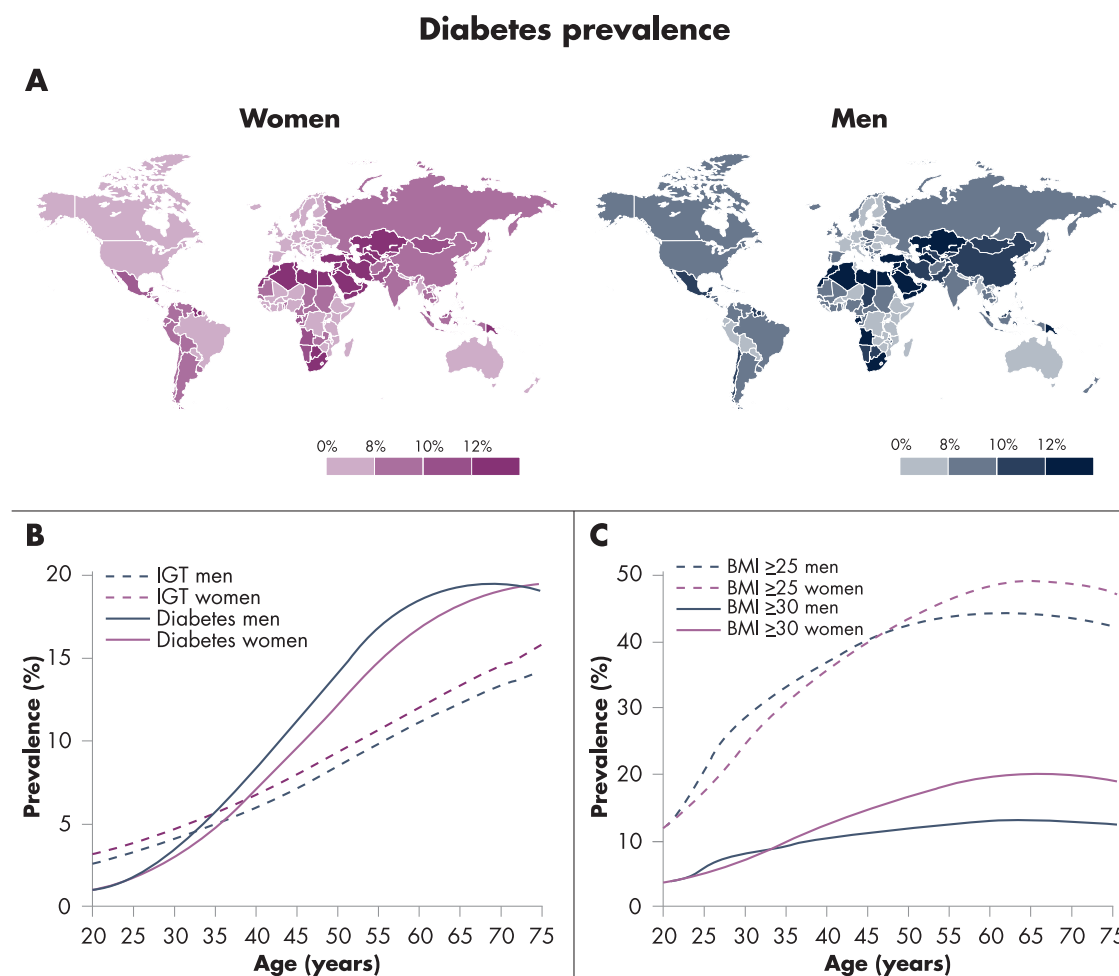 Diabetes prevalence
A
Women
Men
0% 8% 10% 12%
0% 8% 10% 12%
B
IGT men
IGT women
Diabetes men
Diabetes women
20
15
10
5
0
Prevalence (%)
20 25 30 35 40 45 50 55 60 65 70 75
Age (years)
C
BMI ≥25 men
BMI ≥25 women
BMI ≥30 men
BMI ≥30 women
50
40
30
20
10
0
Prevalence (%)
20 25 30 35 40 45 50 55 60 65 70 75
Age (years)